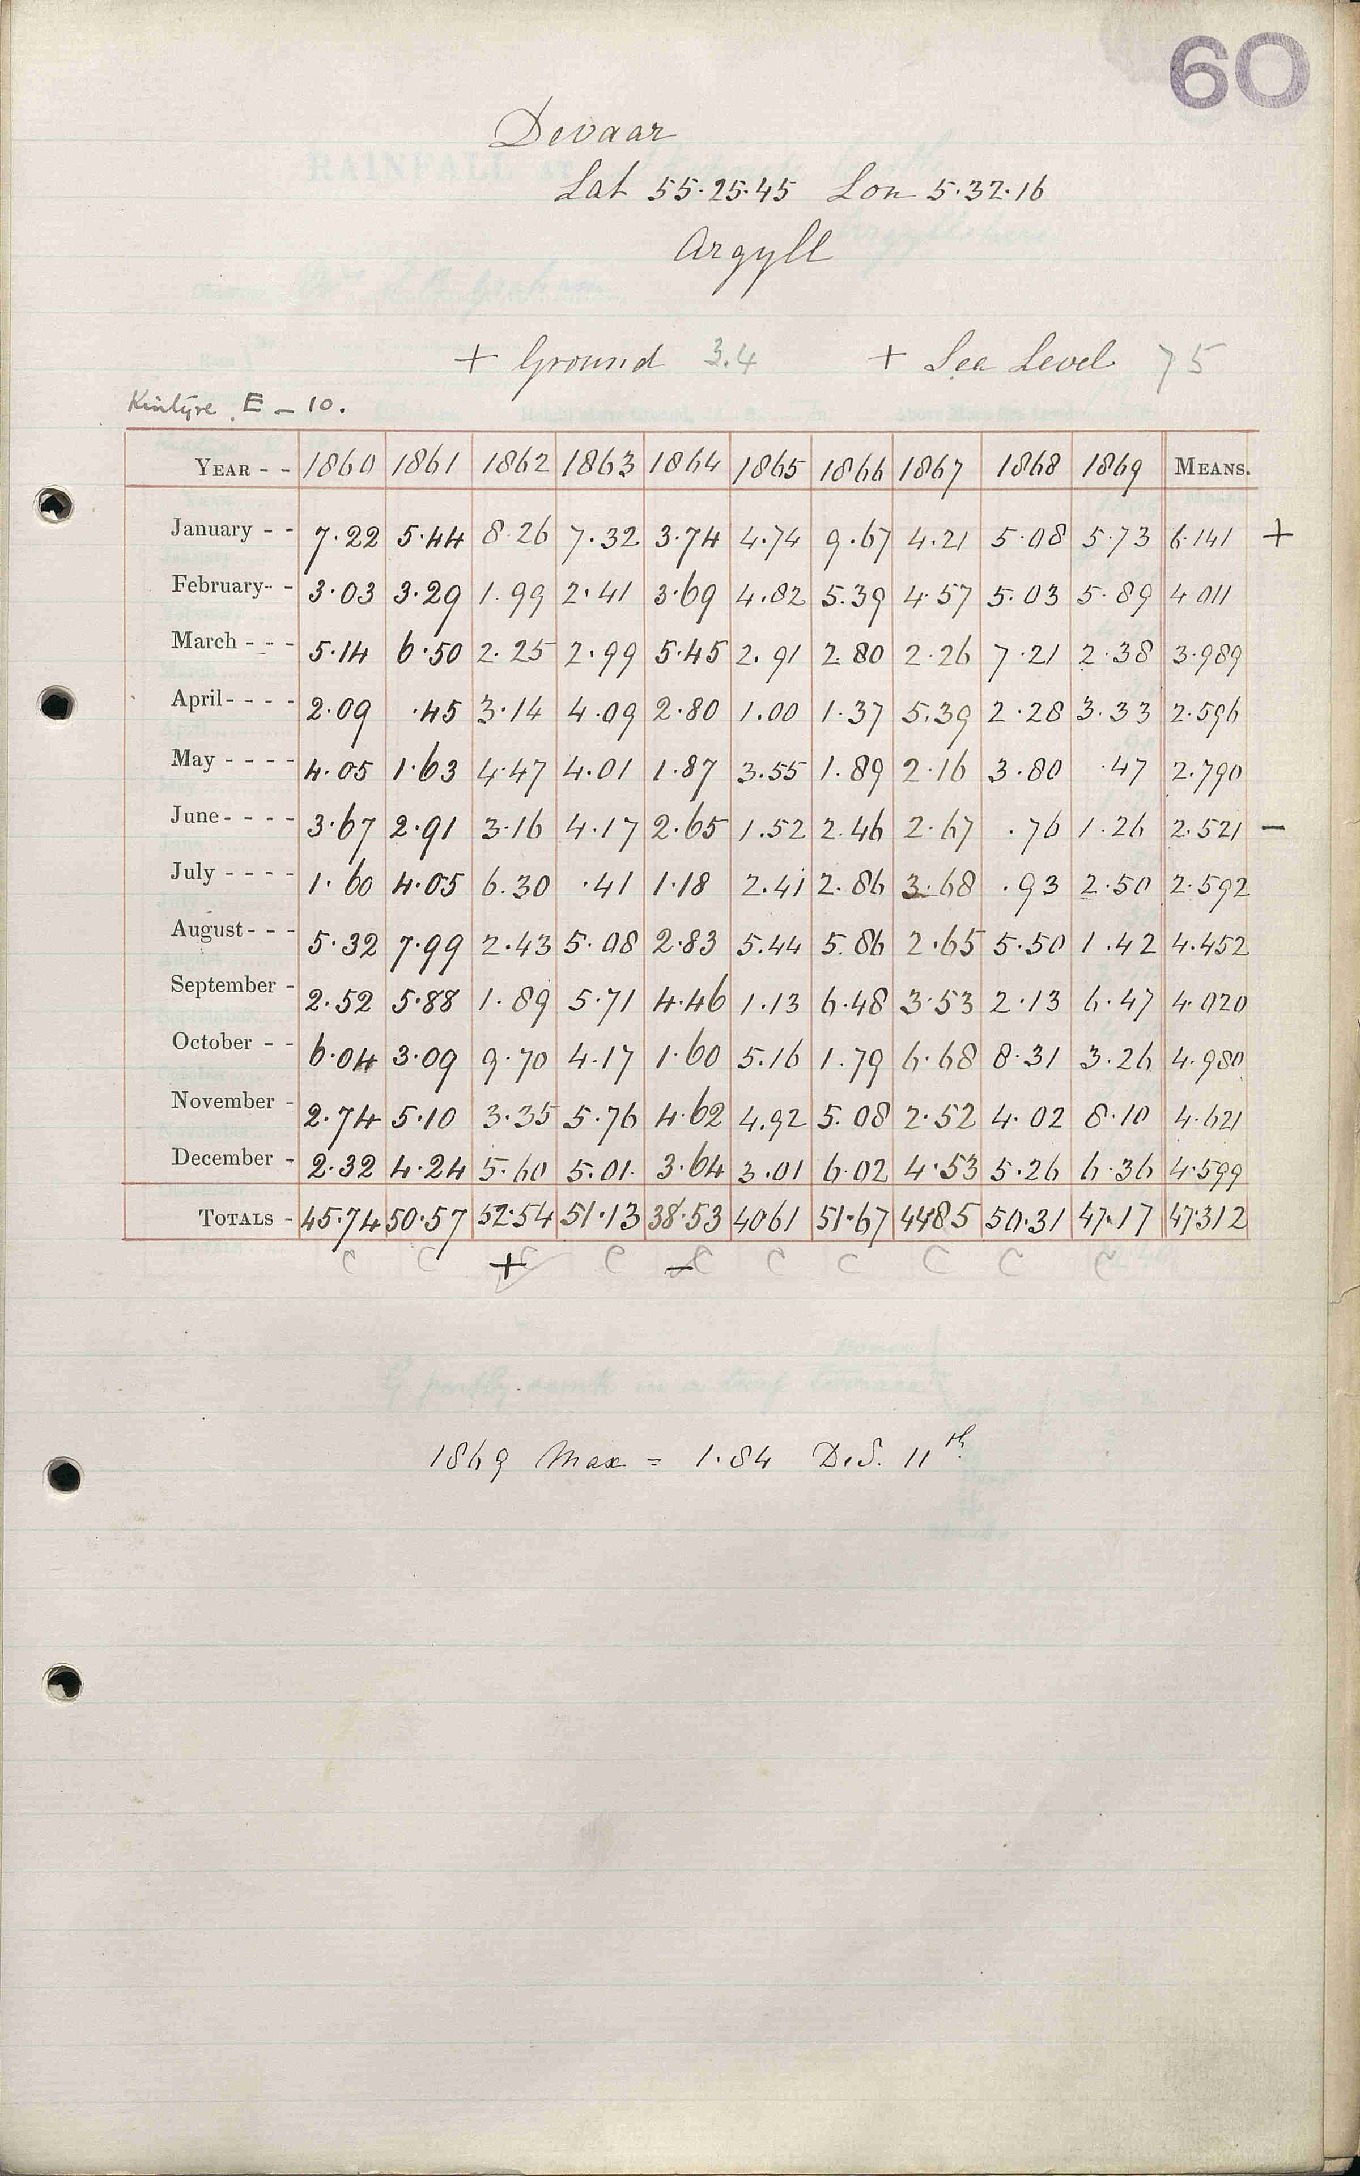 60
Devaar
Lat 55.25.45 Lon 5.32.16
Argyll
+ Ground 3.4 + Sea Level 75
Kintyre E – 10.
YEAR - - 1860 1861 1862 1863 1864 1865 1866 1867 1868 1869 MEANS.
January - - 7.22 5.44 8.26 7.32 3.74 4.74 9.67 4.21 5.08 5.73 6.141 +
February - - 3.03 3.29 1.99 2.41 3.69 4.82 5.39 4.57 5.03 5.89 4.011
March - - - 5.14 6.50 2.25 2.99 5.45 2.91 2.80 2.26 7.21 2.38 3.989
April - - - - 2.09 .45 3.14 4.09 2.80 1.00 1.37 5.39 2.28 3.33 2.596
May - - - - 4.05 1.63 4.47 4.01 1.87 3.55 1.89 2.16 3.80 .47 2.790
June - - - - 3.67 2.91 3.16 4.17 2.65 1.52 2.46 2.67 .76 1.26 2.521 –
July - - - - 1.60 4.05 6.30 .41 1.18 2.41 2.86 3.68 .93 2.50 2.592
August - - - 5.32 7.99 2.43 5.08 2.83 5.44 5.86 2.65 5.50 1.42 4.452
September - 2.52 5.88 1.89 5.71 4.46 1.13 6.48 3.53 2.13 6.47 4.020
October - - 6.04 3.09 9.70 4.17 1.60 5.16 1.79 6.68 8.31 3.26 4.980
November - 2.74 5.10 3.35 5.76 4.62 4.92 5.08 2.52 4.02 8.10 4.621
December - 2.32 4.24 5.60 5.01 3.64 3.01 6.02 4.53 5.26 6.36 4.599
TOTALS - 45.74 50.57 52.54 51.13 38.53 4061 51.67 4485 50.31 47.17 47312
C C + C C – C C C C C C
1869 Max = 1.84 11th